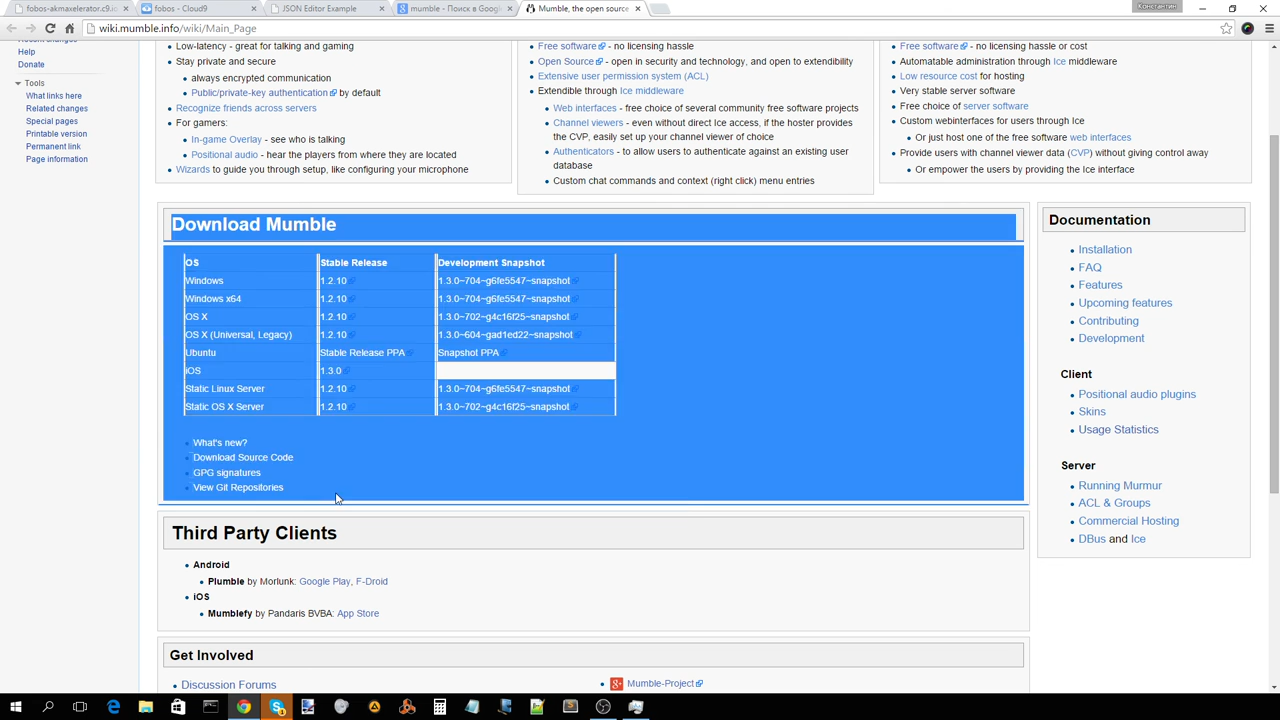 fobos-akmaxelerator.c9.io
fobos - Cloud9
JSON Editor Example
mumble - Поиск в Google
Mumble, the open source
Константин
wiki.mumble.info/wiki/Main_Page
Recent changes
Help
Donate
Tools
What links here
Related changes
Special pages
Printable version
Permanent link
Page information
Low-latency - great for talking and gaming
Stay private and secure
always encrypted communication
Public/private-key authentication by default
Recognize friends across servers
For gamers:
In-game Overlay - see who is talking
Positional audio - hear the players from where they are located
Wizards to guide you through setup, like configuring your microphone
Free software - no licensing hassle
Open Source - open in security and technology, and open to extendibility
Extensive user permission system (ACL)
Extendible through Ice middleware
Web interfaces - free choice of several community free software projects
Channel viewers - even without direct Ice access, if the hoster provides
the CVP, easily set up your channel viewer of choice
Authenticators - to allow users to authenticate against an existing user
database
Custom chat commands and context (right click) menu entries
Free software - no licensing hassle or cost
Automatable administration through Ice middleware
Low resource cost for hosting
Very stable server software
Free choice of server software
Custom webinterfaces for users through Ice
Or just host one of the free software web interfaces
Provide users with channel viewer data (CVP) without giving control away
Or empower the users by providing the Ice interface
Download Mumble
OS Stable Release Development Snapshot
Windows 1.2.10 1.3.0~704~g6fe5547~snapshot
Windows x64 1.2.10 1.3.0~704~g6fe5547~snapshot
OS X 1.2.10 1.3.0~702~g4c16f25~snapshot
OS X (Universal, Legacy) 1.2.10 1.3.0~604~gad1ed22~snapshot
Ubuntu Stable Release PPA Snapshot PPA
iOS 1.3.0
Static Linux Server 1.2.10 1.3.0~704~g6fe5547~snapshot
Static OS X Server 1.2.10 1.3.0~702~g4c16f25~snapshot
What's new?
Download Source Code
GPG signatures
View Git Repositories
Third Party Clients
Android
Plumble by Morlunk: Google Play, F-Droid
iOS
Mumblefy by Pandaris BVBA: App Store
Get Involved
Discussion Forums
Mumble-Project
Documentation
Installation
FAQ
Features
Upcoming features
Contributing
Development
Client
Positional audio plugins
Skins
Usage Statistics
Server
Running Murmur
ACL & Groups
Commercial Hosting
DBus and Ice